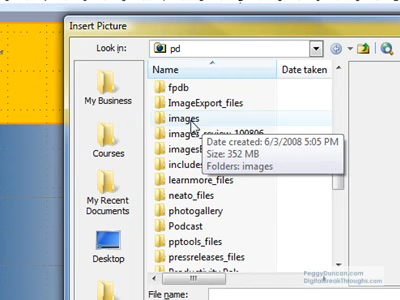 Insert Picture
Look in: pd
Name Date taken
fpdb
ImageExport_files
images
images_review_100806
Date created: 6/3/2008 5:05 PM
Size: 352 MB
Folders: images
includes
learnmore_files
neato_files
photogallery
Podcast
pptools_files
pressreleases_files
My Business
Courses
My Recent
Documents
Desktop
File name:
PeggyDuncan.com
DigitalBreakThroughs.com